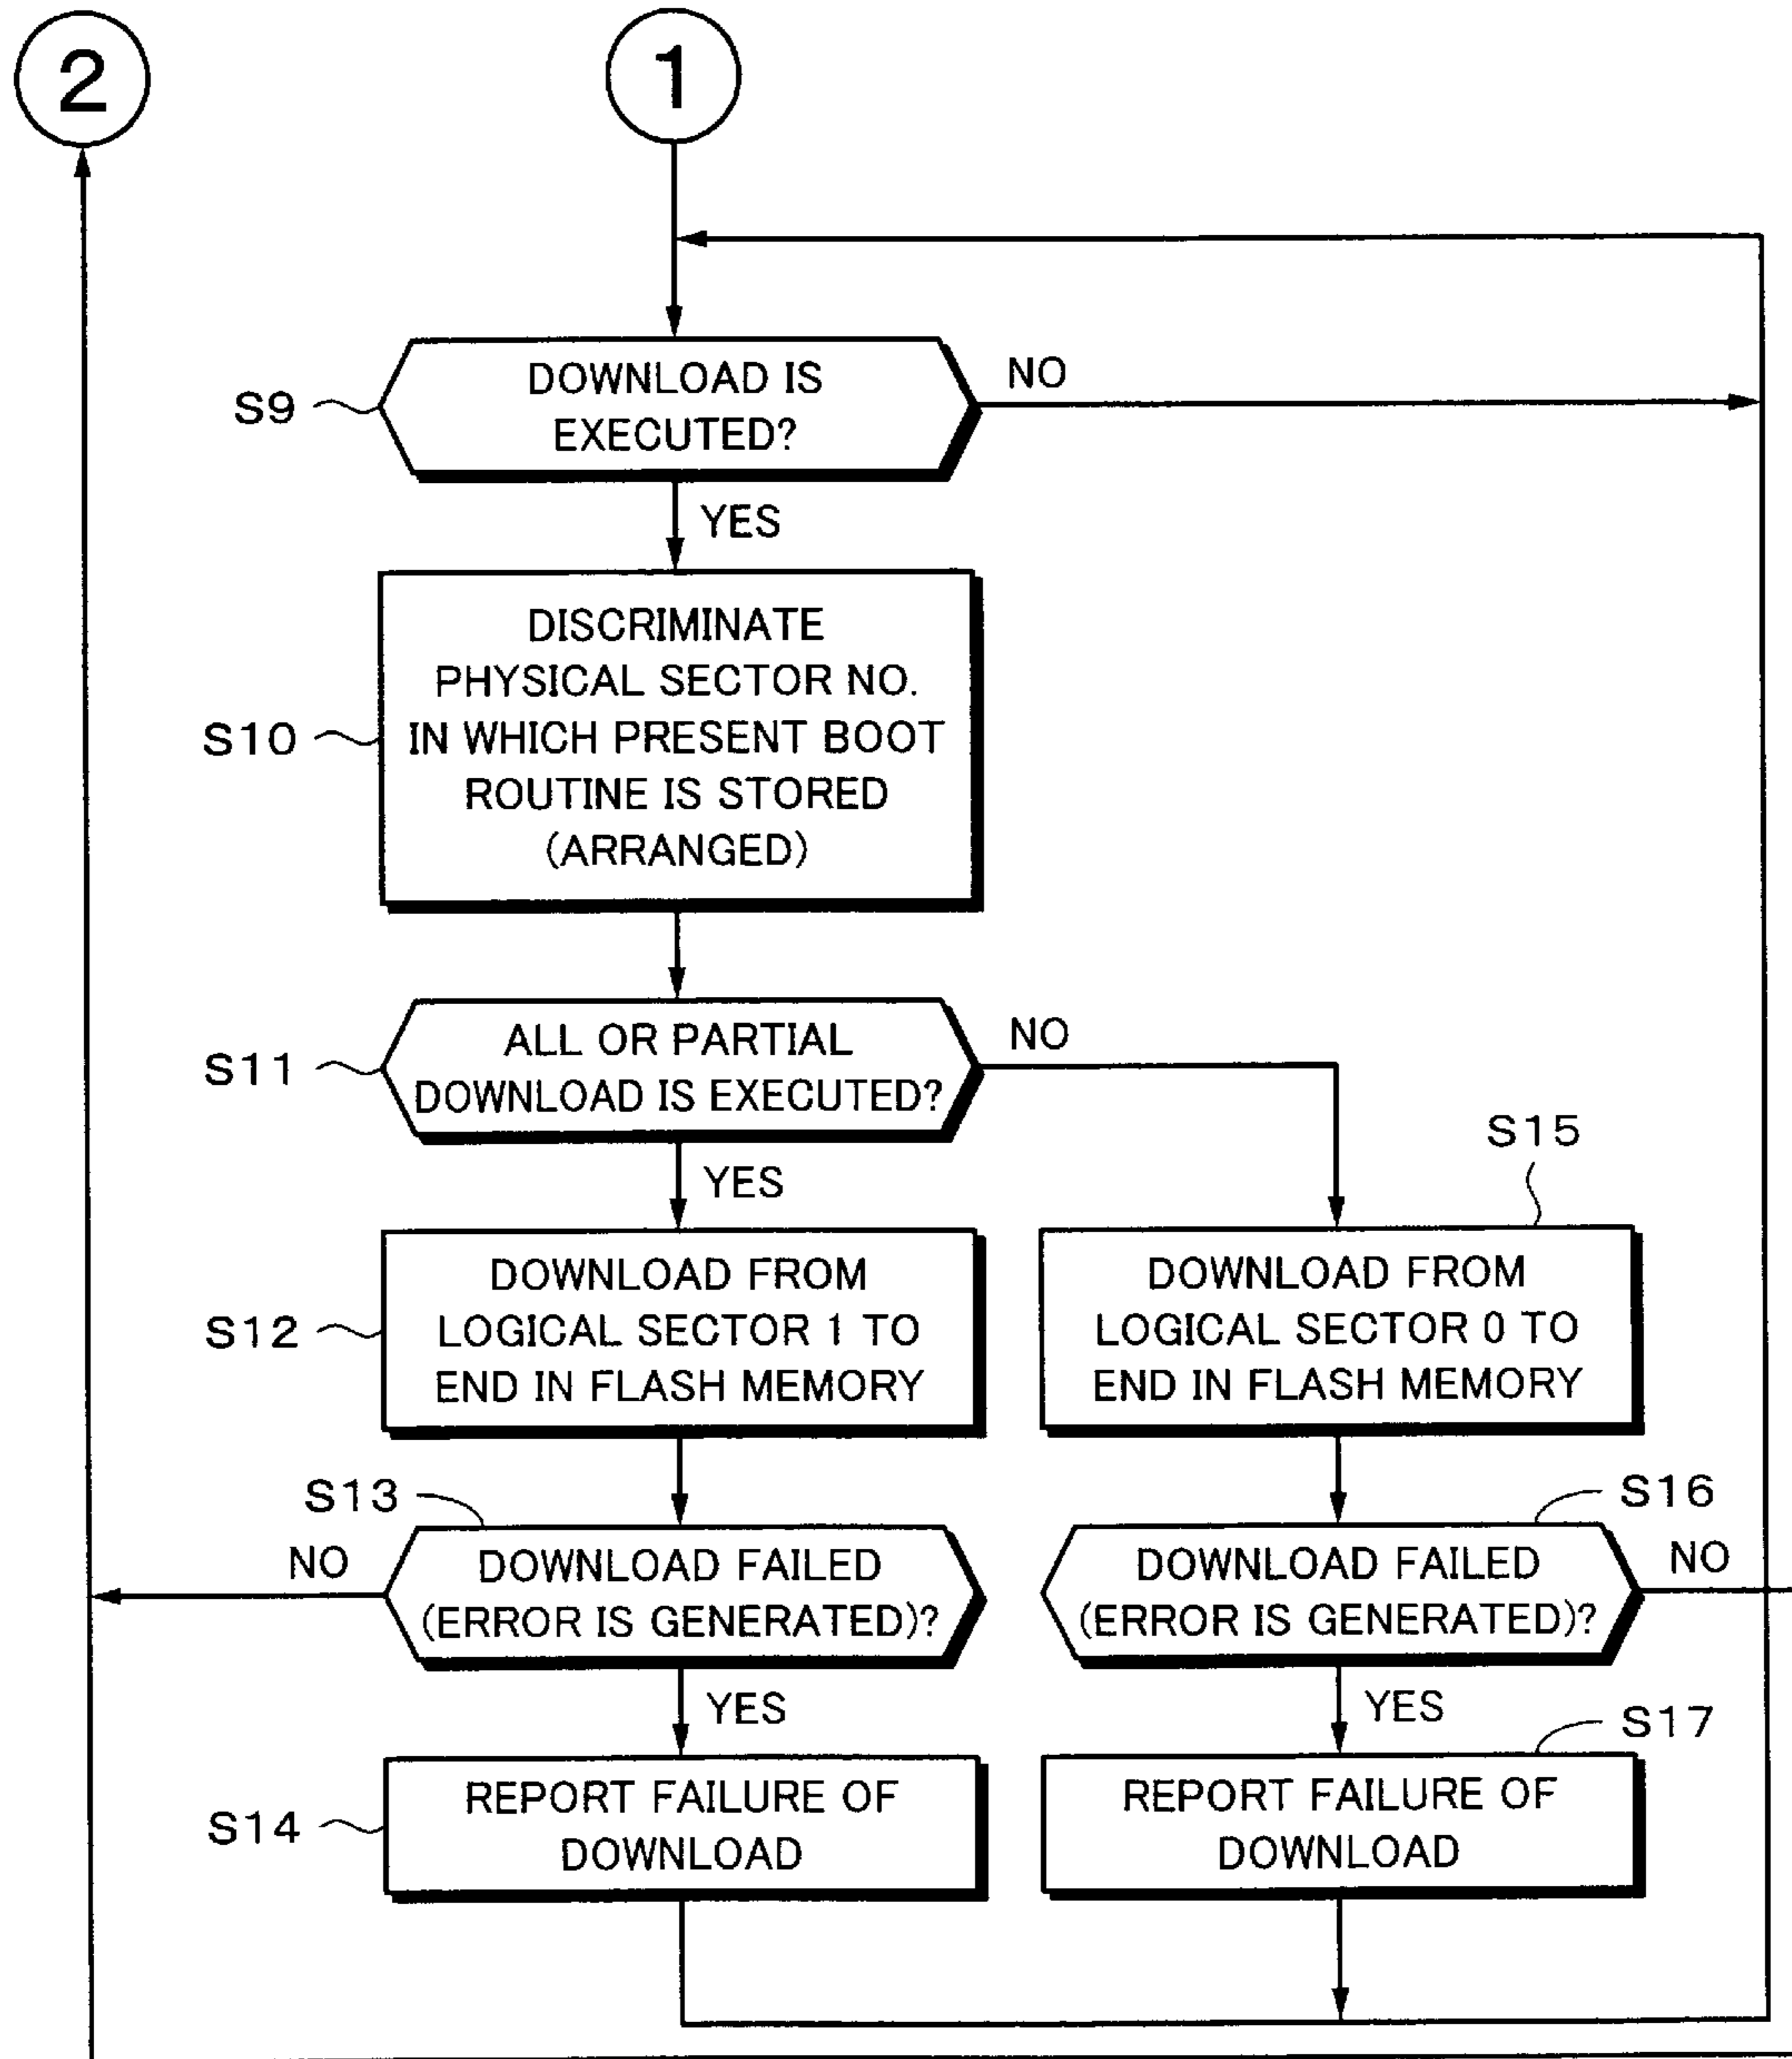 2
1
S9
DOWNLOAD IS
EXECUTED?
NO
YES
S10
DISCRIMINATE
PHYSICAL SECTOR NO.
IN WHICH PRESENT BOOT
ROUTINE IS STORED
(ARRANGED)
S11
ALL OR PARTIAL
DOWNLOAD IS EXECUTED?
NO
YES
S12
DOWNLOAD FROM
LOGICAL SECTOR 1 TO
END IN FLASH MEMORY
S15
DOWNLOAD FROM
LOGICAL SECTOR 0 TO
END IN FLASH MEMORY
S13
NO
DOWNLOAD FAILED
(ERROR IS GENERATED)?
YES
S16
DOWNLOAD FAILED
(ERROR IS GENERATED)?
NO
YES
S14
REPORT FAILURE OF
DOWNLOAD
S17
REPORT FAILURE OF
DOWNLOAD